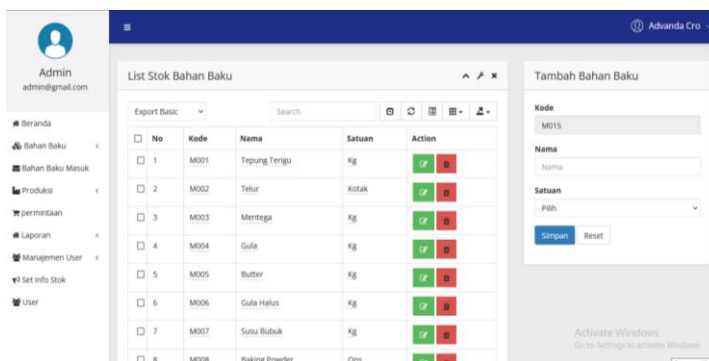 Advanda Cro
Admin
admin@gmail.com
Beranda
Bahan Baku
Bahan Baku Masuk
Produksi
permintaan
Laporan
Manajemen User
Set Info Stok
User
List Stok Bahan Baku
Export Basic
Search
No Kode Nama Satuan Action
1 M001 Tepung Terigu Kg
2 M002 Telur Kotak
3 M003 Mentega Kg
4 M004 Gula Kg
5 M005 Butter Kg
6 M006 Gula Halus Kg
7 M007 Susu Bubuk Kg
8 M008 Baking Powder Ons
Tambah Bahan Baku
Kode
M015
Nama
Nama
Satuan
Pilih
Simpan Reset
Activate Windows
Go to Settings to activate Windows.